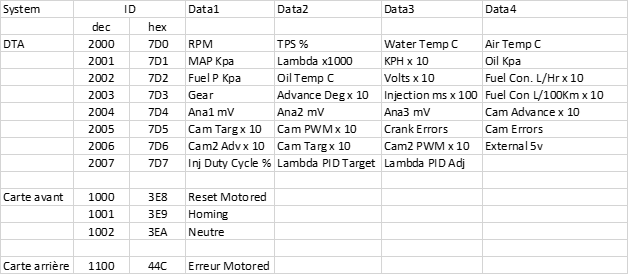 System ID Data1 Data2 Data3 Data4
dec hex
DTA 2000 7D0 RPM TPS % Water Temp C Air Temp C
2001 7D1 MAP Kpa Lambda x1000 KPH x 10 Oil Kpa
2002 7D2 Fuel P Kpa Oil Temp C Volts x 10 Fuel Con. L/Hr x 10
2003 7D3 Gear Advance Deg x 10 Injection ms x 100 Fuel Con L/100Km x 10
2004 7D4 Ana1 mV Ana2 mV Ana3 mV Cam Advance x 10
2005 7D5 Cam Targ x 10 Cam PWM x 10 Crank Errors Cam Errors
2006 7D6 Cam2 Adv x 10 Cam Targ x 10 Cam2 PWM x 10 External 5v
2007 7D7 Inj Duty Cycle % Lambda PID Target Lambda PID Adj
Carte avant 1000 3E8 Reset Motored
1001 3E9 Homing
1002 3EA Neutre
Carte arrière 1100 44C Erreur Motored